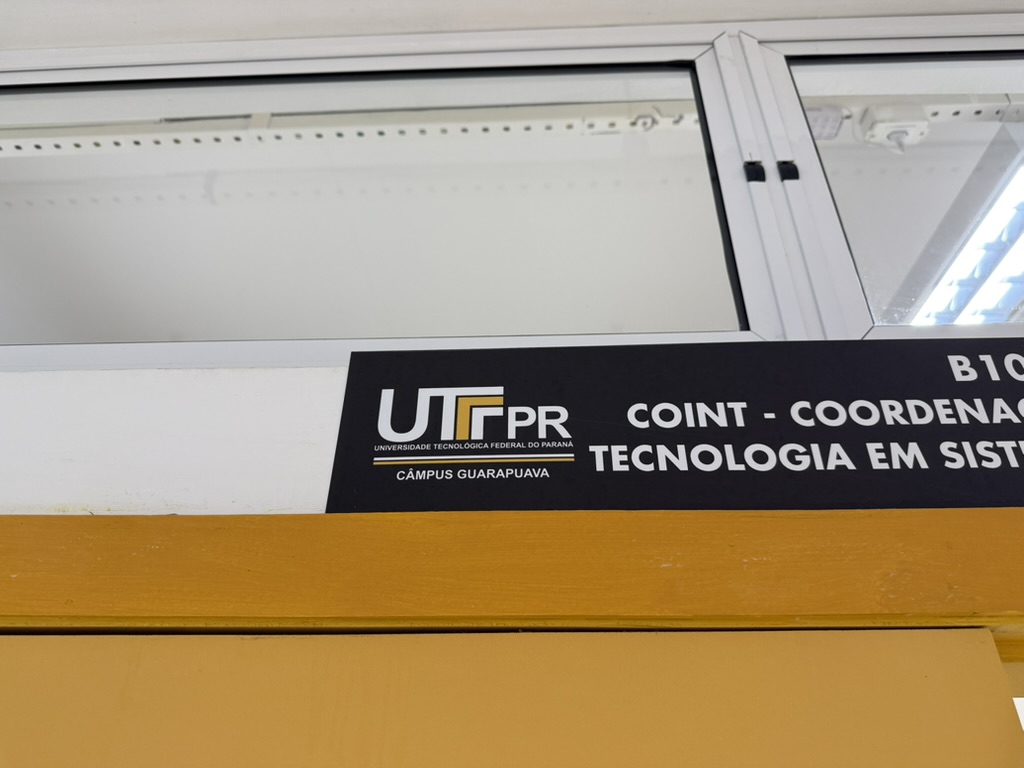 UTFPR
UNIVERSIDADE TECNOLÓGICA FEDERAL DO PARANÁ
CÂMPUS GUARAPUAVA
B10
COINT - COORDENAÇ
TECNOLOGIA EM SIST